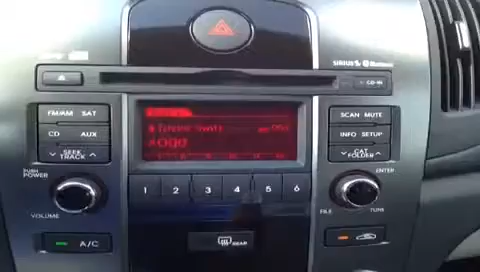 SIRIUS Bluetooth
CD-IN
FM/AM SAT
CD AUX
SEEK
TRACK
SCAN MUTE
INFO SETUP
CAT
FOLDER
PUSH
POWER
VOLUME
1 2 3 4 5 6
ENTER
FILE TUNE
A/C
REAR